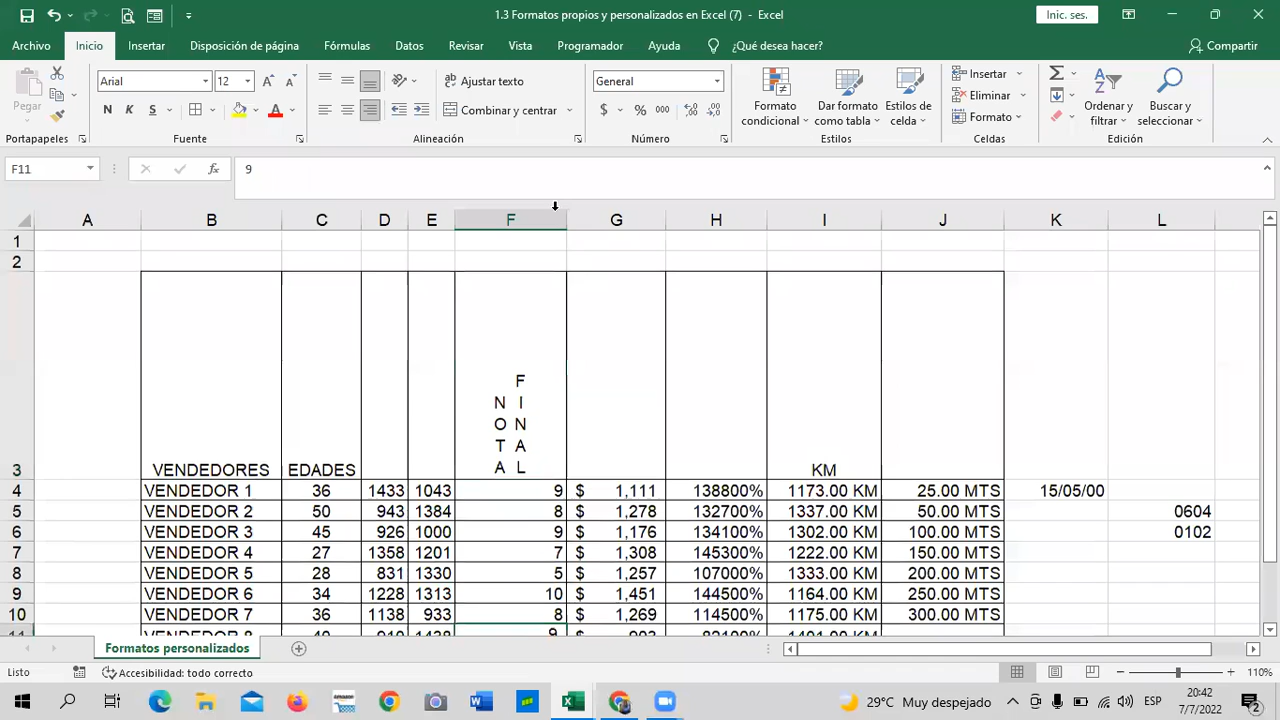 1.3 Formatos propios y personalizados en Excel (7) - Excel
Inic. ses.
Archivo Inicio Insertar Disposición de página Fórmulas Datos Revisar Vista Programador Ayuda ¿Qué desea hacer? Compartir
Pegar
Arial 12
N K S
Ajustar texto
Combinar y centrar
General
$ % 000
Formato condicional
Dar formato como tabla
Estilos de celda
Insertar
Eliminar
Formato
Ordenar y filtrar
Buscar y seleccionar
Portapapeles Fuente Alineación Número Estilos Celdas Edición
F11 fx 9
A B C D E F G H I J K L
1
2
3 VENDEDORES EDADES NOTA FINAL KM
4 VENDEDOR 1 36 1433 1043 9 $ 1,111 138800% 1173.00 KM 25.00 MTS 15/05/00
5 VENDEDOR 2 50 943 1384 8 $ 1,278 132700% 1337.00 KM 50.00 MTS 0604
6 VENDEDOR 3 45 926 1000 9 $ 1,176 134100% 1302.00 KM 100.00 MTS 0102
7 VENDEDOR 4 27 1358 1201 7 $ 1,308 145300% 1222.00 KM 150.00 MTS
8 VENDEDOR 5 28 831 1330 5 $ 1,257 107000% 1333.00 KM 200.00 MTS
9 VENDEDOR 6 34 1228 1313 10 $ 1,451 144500% 1164.00 KM 250.00 MTS
10 VENDEDOR 7 36 1138 933 8 $ 1,269 114500% 1175.00 KM 300.00 MTS
Formatos personalizados
Listo Accesibilidad: todo correcto 110%
29°C Muy despejado ESP 20:42
7/7/2022 2